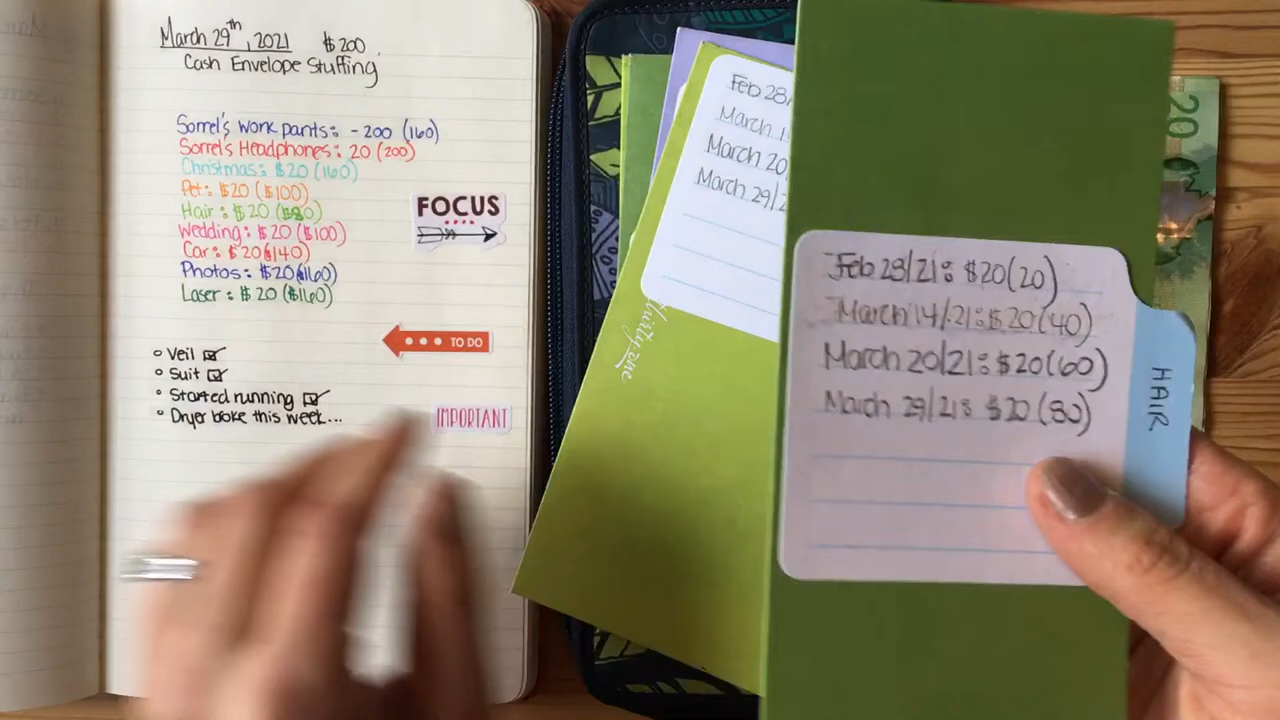 March 29th, 2021 $200
Cash Envelope Stuffing
Sorrel's work pants: -200 (160)
Sorrel's Headphones: 20 (200)
Christmas: $20 (160)
Pet: $20 ($100)
Hair: $20 ($80)
Wedding: $20 ($100)
Car: $20 ($140)
Photos: $20 ($160)
Laser: $20 ($160)
FOCUS
TO DO
Veil
Suit
Started running
Dryer broke this week...
IMPORTANT
Feb 28/
March 1
March 20
March 29/2
thirty-one
Feb 28/21: $20 (20)
March 14/21: $20 (40)
March 20/21: $20 (60)
March 29/21: $20 (80)
HAIR
20